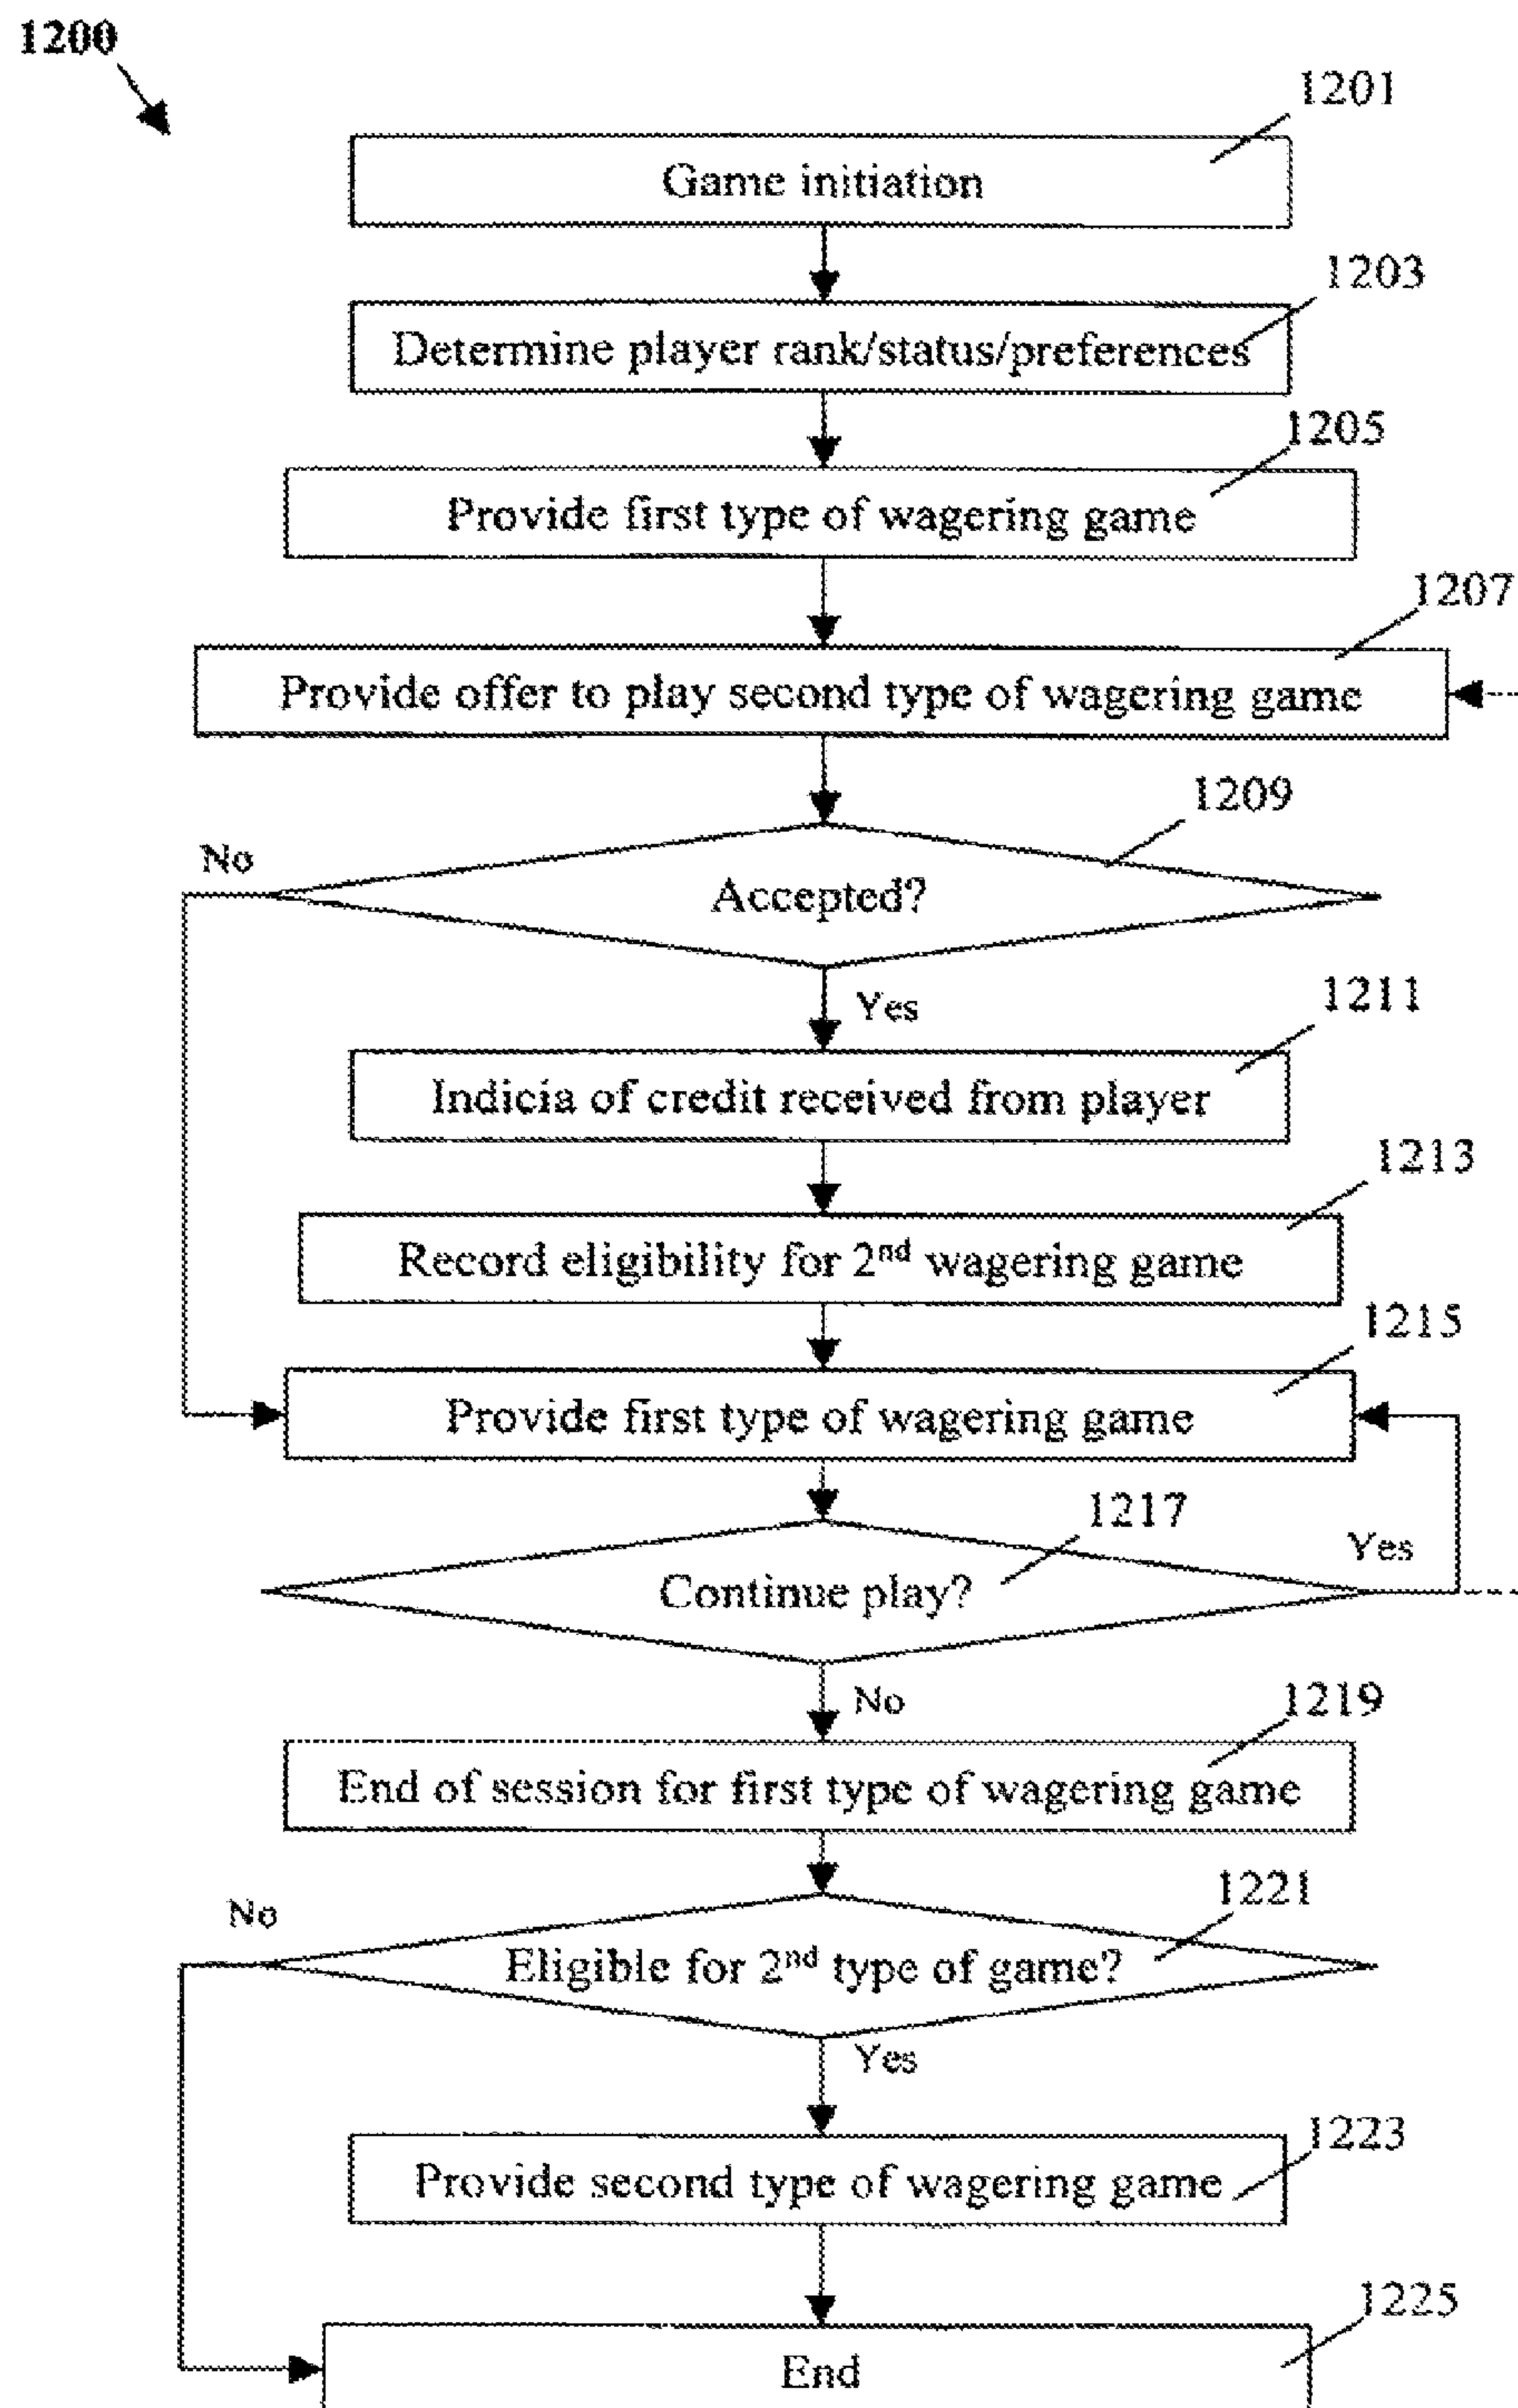 1200
1201
Game initiation
1203
Determine player rank/status/preferences
1205
Provide first type of wagering game
1207
Provide offer to play second type of wagering game
1209
No
Accepted?
Yes
1211
Indicia of credit received from player
1213
Record eligibility for 2nd wagering game
1215
Provide first type of wagering game
1217
Yes
Continue play?
No
1219
End of session for first type of wagering game
1221
No
Eligible for 2nd type of game?
Yes
1223
Provide second type of wagering game
1225
End